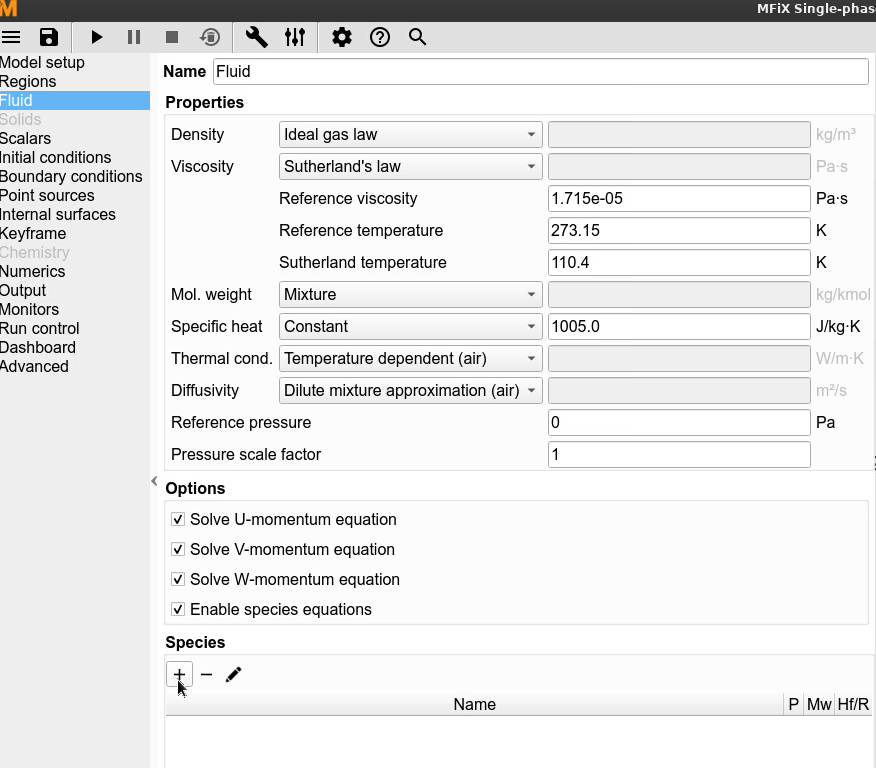 MFiX Single-phas
Model setup
Regions
Fluid
Solids
Scalars
Initial conditions
Boundary conditions
Point sources
Internal surfaces
Keyframe
Chemistry
Numerics
Output
Monitors
Run control
Dashboard
Advanced
Name Fluid
Properties
Density Ideal gas law kg/m³
Viscosity Sutherland's law Pa·s
Reference viscosity 1.715e-05 Pa·s
Reference temperature 273.15 K
Sutherland temperature 110.4 K
Mol. weight Mixture kg/kmol
Specific heat Constant 1005.0 J/kg·K
Thermal cond. Temperature dependent (air) W/m·K
Diffusivity Dilute mixture approximation (air) m²/s
Reference pressure 0 Pa
Pressure scale factor 1
Options
Solve U-momentum equation
Solve V-momentum equation
Solve W-momentum equation
Enable species equations
Species
Name P Mw Hf/R